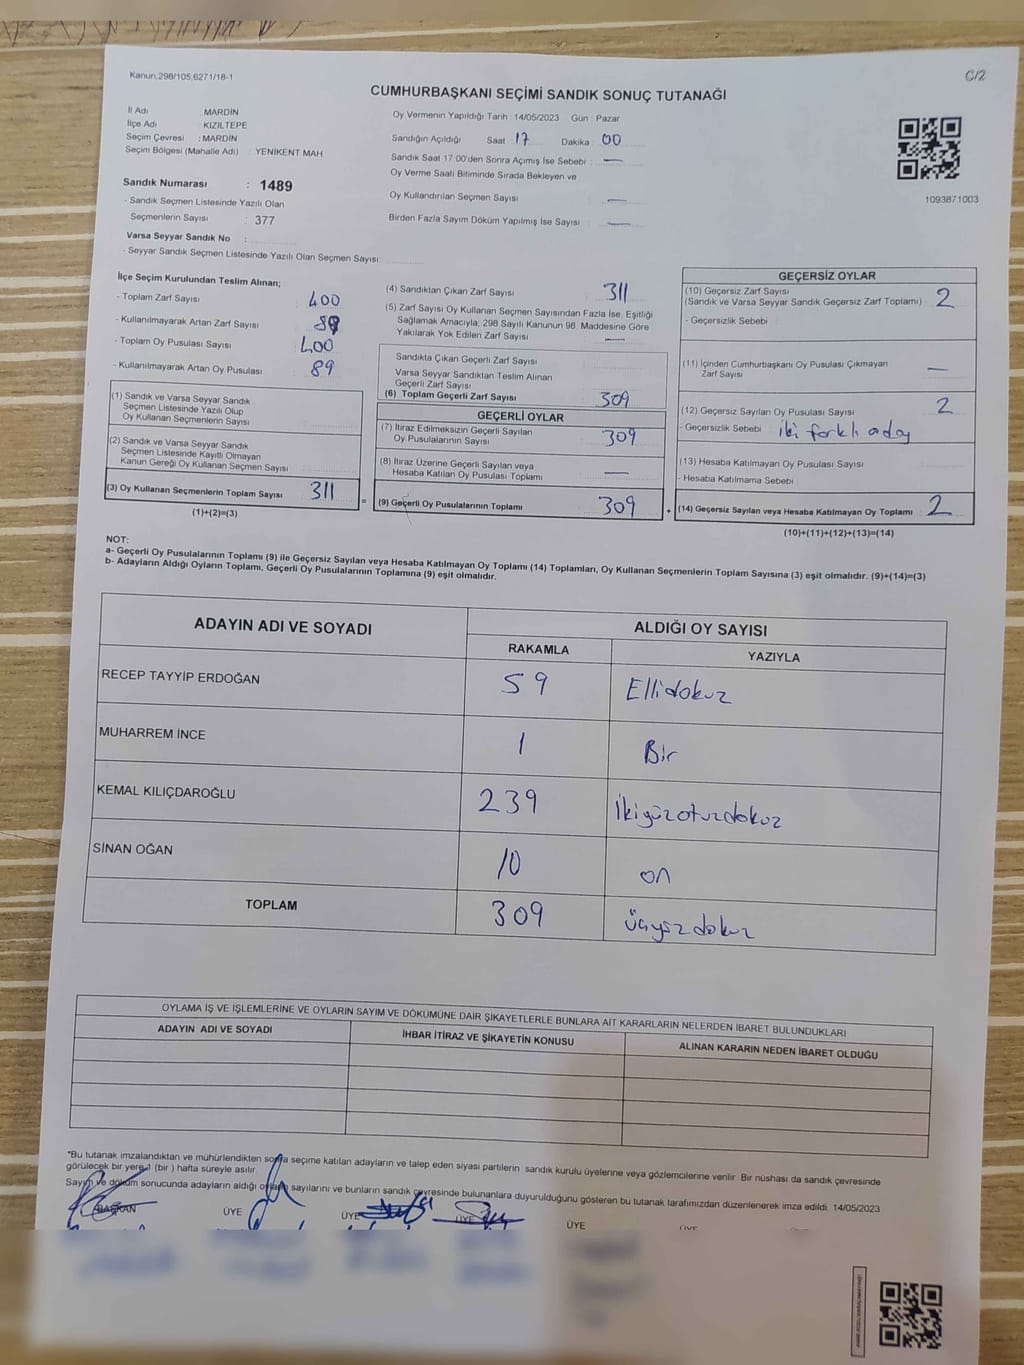 Kanun;298/105,6271/18-1
C/2
CUMHURBAŞKANI SEÇİMİ SANDIK SONUÇ TUTANAĞI
İl Adı : MARDİN
İlçe Adı KIZILTEPE
Seçim Çevresi : MARDİN
Seçim Bölgesi (Mahalle Adı) YENİKENT MAH
Sandık Numarası : 1489
- Sandık Seçmen Listesinde Yazılı Olan
Seçmenlerin Sayısı : 377
Varsa Seyyar Sandık No :
- Seyyar Sandık Seçmen Listesinde Yazılı Olan Seçmen Sayısı:
Oy Vermenin Yapıldığı Tarih : 14/05/2023 Gün : Pazar
Sandığın Açıldığı Saat 17 Dakika : 00
Sandık Saat 17:00'den Sonra Açımış İse Sebebi : —
Oy Verme Saati Bitiminde Sırada Bekleyen ve
Oy Kullandırılan Seçmen Sayısı —
Birden Fazla Sayım Döküm Yapılmış İse Sayısı —
1093871003
İlçe Seçim Kurulundan Teslim Alınan;
- Toplam Zarf Sayısı 400
- Kullanılmayarak Artan Zarf Sayısı : 89
- Toplam Oy Pusulası Sayısı 400
- Kullanılmayarak Artan Oy Pusulası 89
(1) Sandık ve Varsa Seyyar Sandık
Seçmen Listesinde Yazılı Olup
Oy Kullanan Seçmenlerin Sayısı
(2) Sandık ve Varsa Seyyar Sandık
Seçmen Listesinde Kayıtlı Olmayan
Kanun Gereği Oy Kullanan Seçmen Sayısı
(3) Oy Kullanan Seçmenlerin Toplam Sayısı 311
(1)+(2)=(3)
(4) Sandıktan Çıkan Zarf Sayısı 311
(5) Zarf Sayısı Oy Kullanan Seçmen Sayısından Fazla İse, Eşitliği
Sağlamak Amacıyla, 298 Sayılı Kanunun 98. Maddesine Göre
Yakılarak Yok Edilen Zarf Sayısı —
Sandıkta Çıkan Geçerli Zarf Sayısı
Varsa Seyyar Sandıktan Teslim Alınan
Geçerli Zarf Sayısı
(6) Toplam Geçerli Zarf Sayısı 309
GEÇERLİ OYLAR
(7) İtiraz Edilmeksizin Geçerli Sayılan
Oy Pusulalarının Sayısı 309
(8) İtiraz Üzerine Geçerli Sayılan veya
Hesaba Katılan Oy Pusulası Toplamı —
= (9) Geçerli Oy Pusulalarının Toplamı 309 +
GEÇERSİZ OYLAR
(10) Geçersiz Zarf Sayısı
(Sandık ve Varsa Seyyar Sandık Geçersiz Zarf Toplamı) 2
- Geçersizlik Sebebi
(11) İçinden Cumhurbaşkanı Oy Pusulası Çıkmayan
Zarf Sayısı —
(12) Geçersiz Sayılan Oy Pusulası Sayısı 2
- Geçersizlik Sebebi iki farklı aday
(13) Hesaba Katılmayan Oy Pusulası Sayısı
- Hesaba Katılmama Sebebi
(14) Geçersiz Sayılan veya Hesaba Katılmayan Oy Toplamı 2
(10)+(11)+(12)+(13)=(14)
NOT:
a- Geçerli Oy Pusulalarının Toplamı (9) ile Geçersiz Sayılan veya Hesaba Katılmayan Oy Toplamı (14) Toplamları, Oy Kullanan Seçmenlerin Toplam Sayısına (3) eşit olmalıdır. (9)+(14)=(3)
b- Adayların Aldığı Oyların Toplamı, Geçerli Oy Pusulalarının Toplamına (9) eşit olmalıdır.
ADAYIN ADI VE SOYADI ALDIĞI OY SAYISI
RAKAMLA YAZIYLA
RECEP TAYYİP ERDOĞAN 59 Ellidokuz
MUHARREM İNCE 1 Bir
KEMAL KILIÇDAROĞLU 239 İkiyüzotuzdokuz
SİNAN OĞAN 10 on
TOPLAM 309 üçyüzdokuz
OYLAMA İŞ VE İŞLEMLERİNE VE OYLARIN SAYIM VE DÖKÜMÜNE DAİR ŞİKAYETLERLE BUNLARA AİT KARARLARIN NELERDEN İBARET BULUNDUKLARI
ADAYIN ADI VE SOYADI İHBAR İTİRAZ VE ŞİKAYETİN KONUSU ALINAN KARARIN NEDEN İBARET OLDUĞU
*Bu tutanak imzalandıktan ve mühürlendikten sonra seçime katılan adayların ve talep eden siyasi partilerin sandık kurulu üyelerine veya gözlemcilerine verilir. Bir nüshası da sandık çevresinde
görülecek bir yere 1 (bir ) hafta süreyle asılır.
Sayım ve döküm sonucunda adayların aldığı oyların sayılarını ve bunların sandık çevresinde bulunanlara duyurulduğunu gösteren bu tutanak tarafımızdan düzenlenerek imza edildi. 14/05/2023
BAŞKAN ÜYE ÜYE ÜYE ÜYE ÜYE